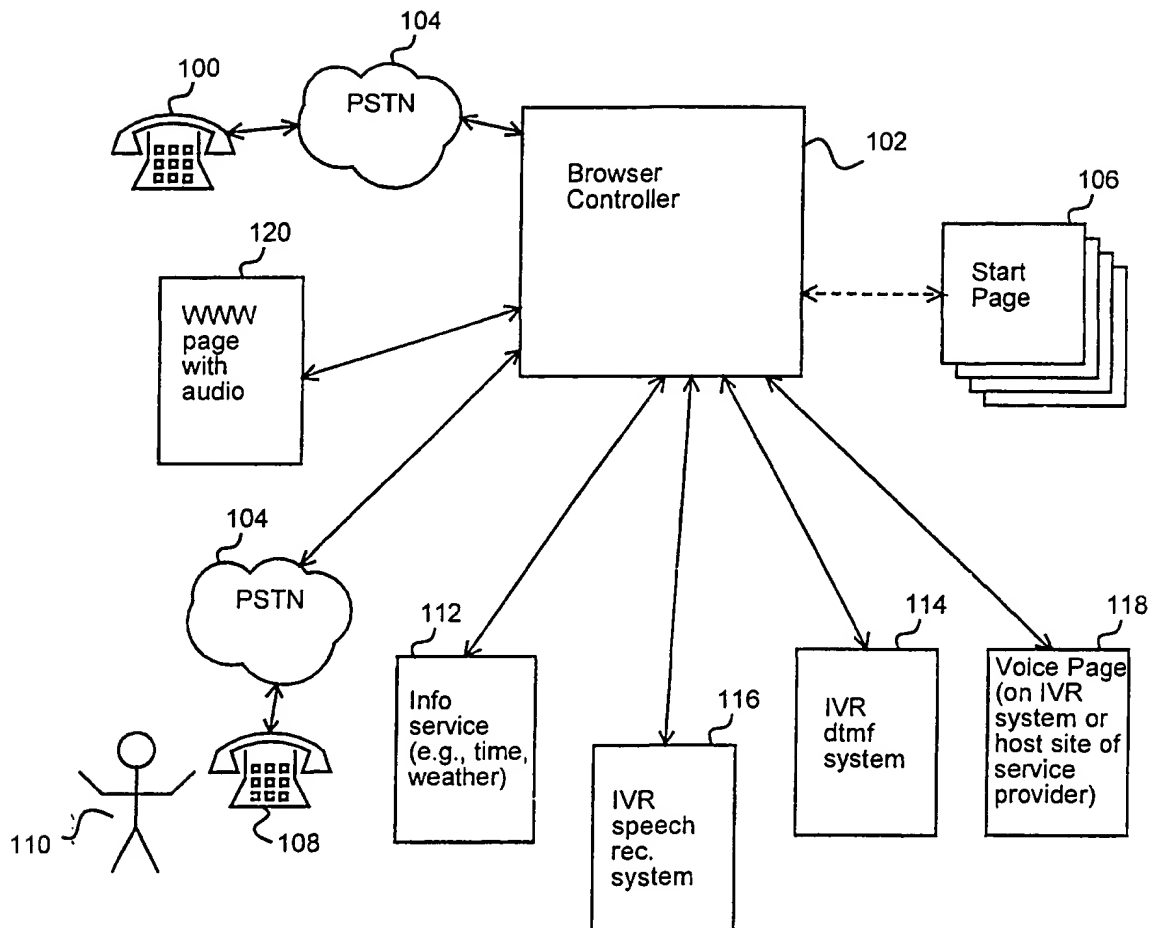 104
100
PSTN
102
Browser
Controller
106
Start
Page
120
WWW
page
with
audio
104
PSTN
112
Info
service
(e.g., time,
weather)
116
IVR
speech
rec.
system
114
IVR
dtmf
system
118
Voice Page
(on IVR
system or
host site of
service
provider)
110
108